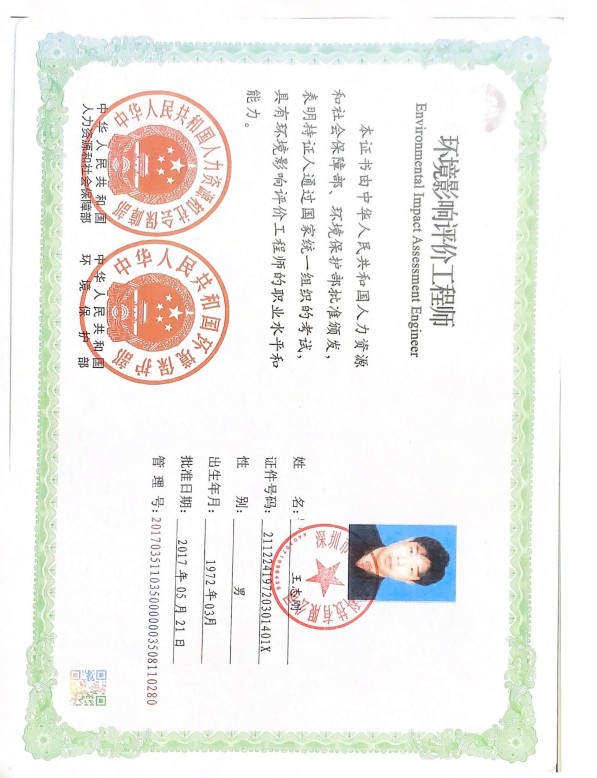 环境影响评价工程师
Environmental Impact Assessment Engineer
本证书由中华人民共和国人力资源
和社会保障部、环境保护部批准颁发，
表明持证人通过国家统一组织的考试，
具有环境影响评价工程师的职业水平和
能力。
中华人民共和国人力资源和社会保障部
中华人民共和国
人力资源和社会保障部
中华人民共和国环境保护部
中华人民共和国
环境保护部
姓 名：王志刚
证件号码：21122419720301401X
性 别：男
出生年月：1972年03月
批准日期：2017年05月21日
管理号：2017035110350000003508110280
深圳市
科技有限公司